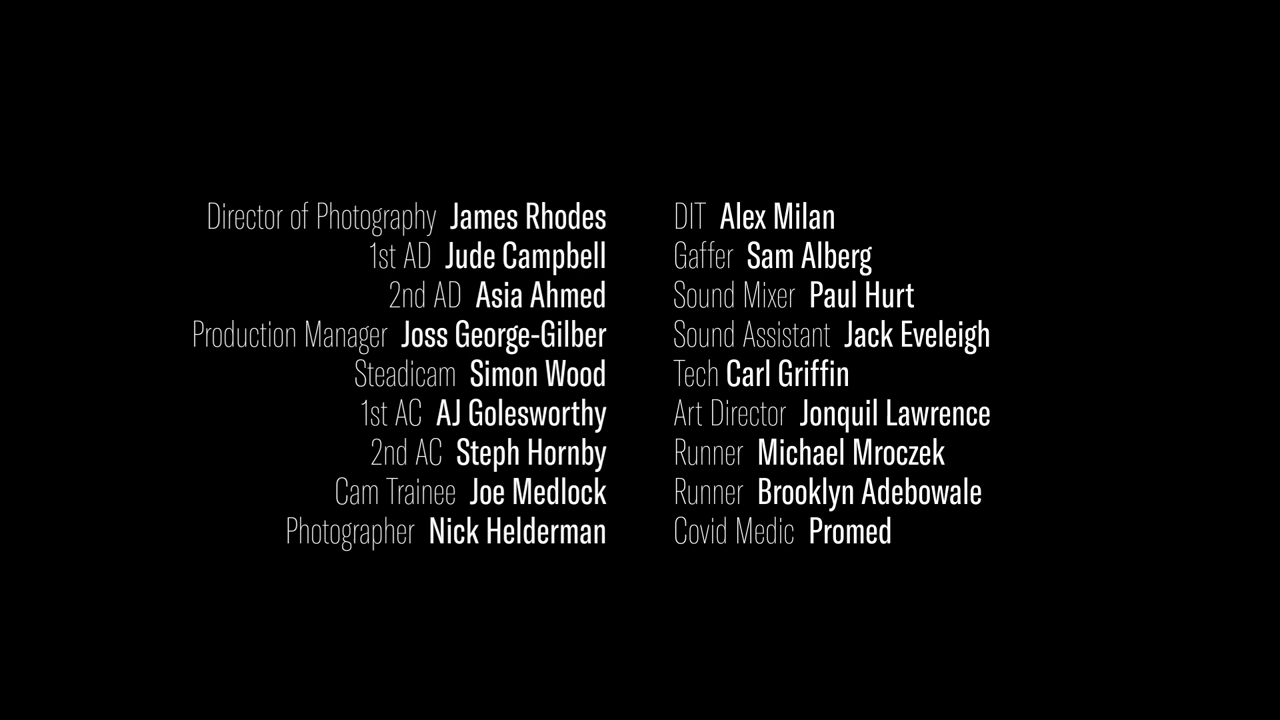 Director of Photography James Rhodes
1st AD Jude Campbell
2nd AD Asia Ahmed
Production Manager Joss George-Gilber
Steadicam Simon Wood
1st AC AJ Golesworthy
2nd AC Steph Hornby
Cam Trainee Joe Medlock
Photographer Nick Helderman
DIT Alex Milan
Gaffer Sam Alberg
Sound Mixer Paul Hurt
Sound Assistant Jack Eveleigh
Tech Carl Griffin
Art Director Jonquil Lawrence
Runner Michael Mroczek
Runner Brooklyn Adebowale
Covid Medic Promed